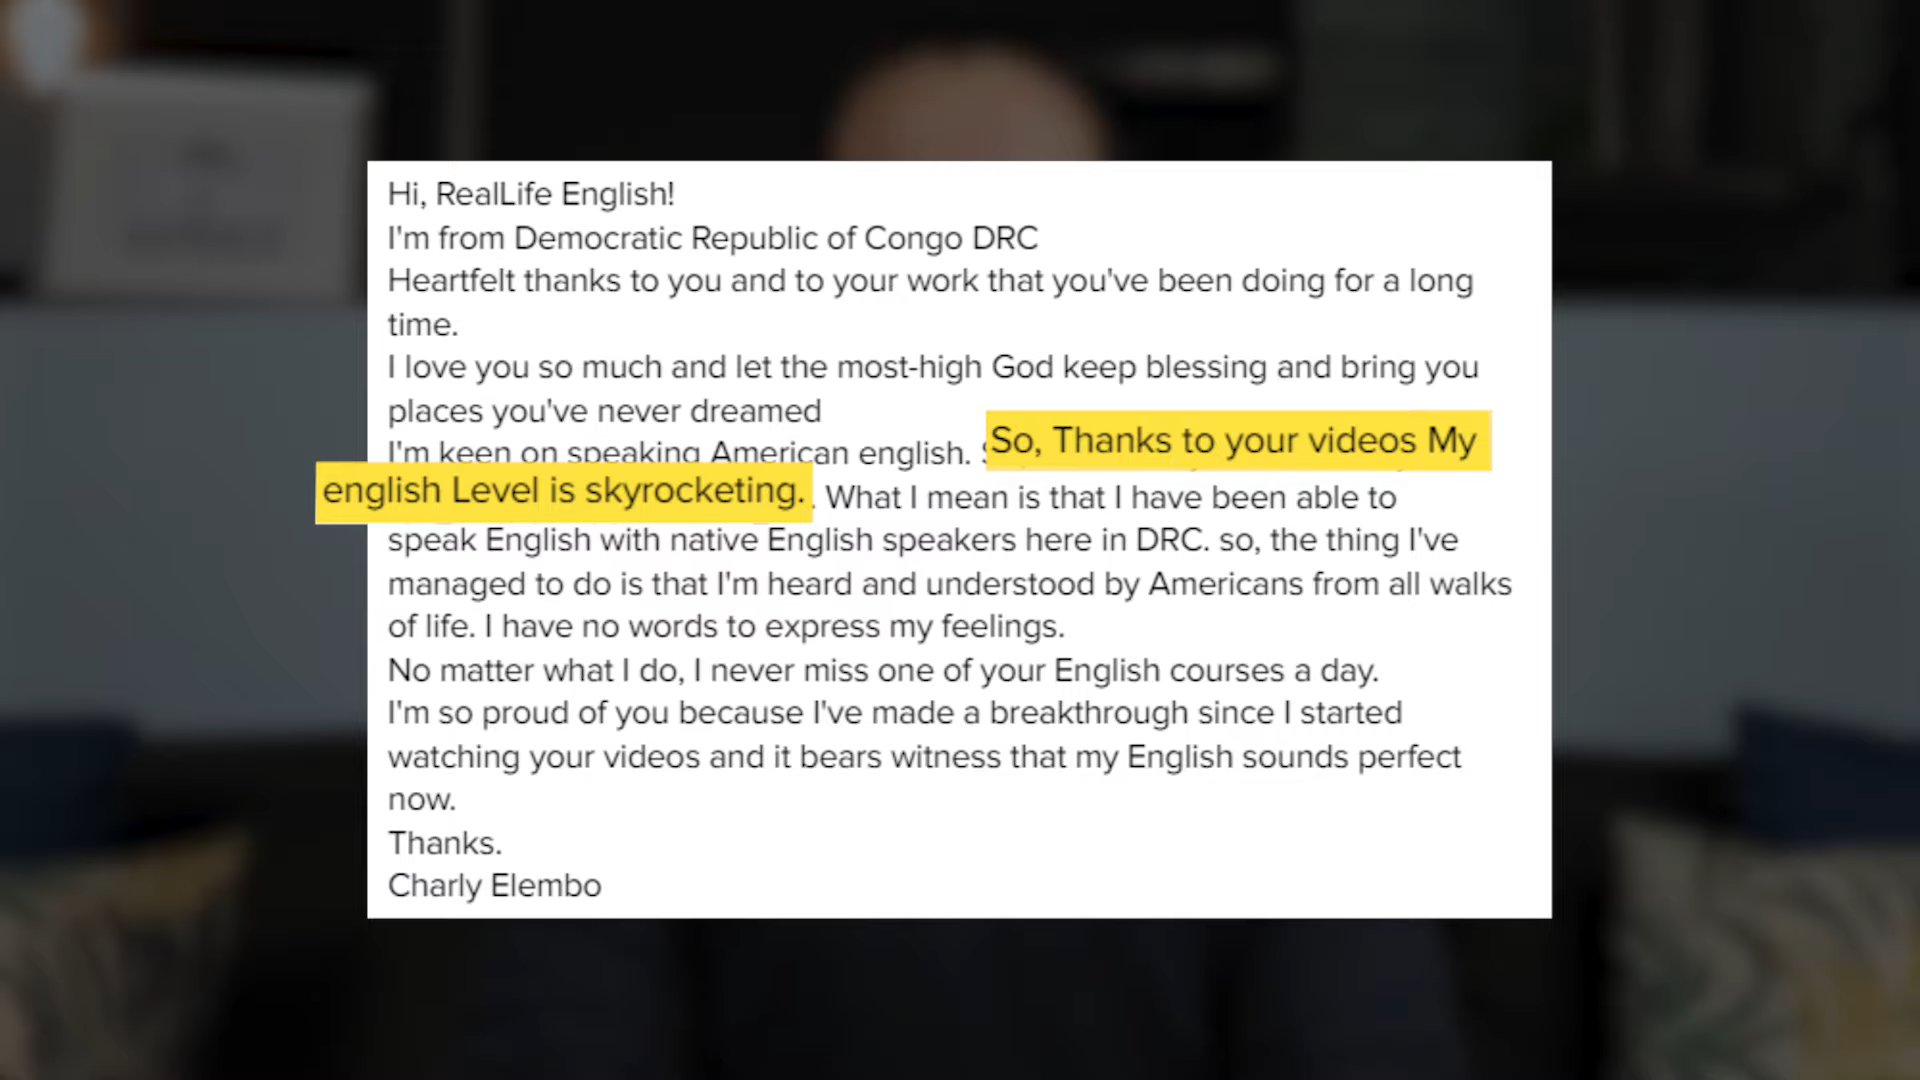 Hi, RealLife English!
I'm from Democratic Republic of Congo DRC
Heartfelt thanks to you and to your work that you've been doing for a long
time.
I love you so much and let the most-high God keep blessing and bring you
places you've never dreamed
I'm keen on speaking American english. So, Thanks to your videos My
english Level is skyrocketing. . What I mean is that I have been able to
speak English with native English speakers here in DRC. so, the thing I've
managed to do is that I'm heard and understood by Americans from all walks
of life. I have no words to express my feelings.
No matter what I do, I never miss one of your English courses a day.
I'm so proud of you because I've made a breakthrough since I started
watching your videos and it bears witness that my English sounds perfect
now.
Thanks.
Charly Elembo